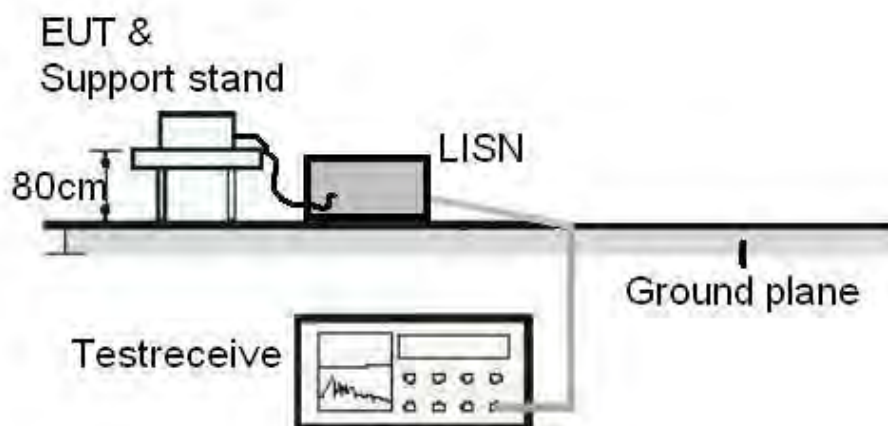 EUT &
Support stand
LISN
80cm
Ground plane
Testreceive